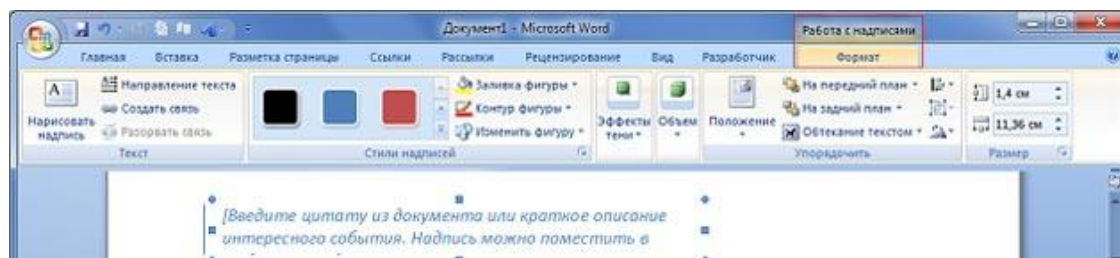 Документ1 - Microsoft Word
Работа с надписями
Главная Вставка Разметка страницы Ссылки Рассылки Рецензирование Вид Разработчик Формат
Нарисовать надпись
Направление текста
Создать связь
Разорвать связь
Текст
Заливка фигуры
Контур фигуры
Изменить фигуру
Стили надписей
Эффекты тени
Объем
Положение
На передний план
На задний план
Обтекание текстом
Упорядочить
1,4 см
11,36 см
Размер
[Введите цитату из документа или краткое описание
интересного события. Надпись можно поместить в